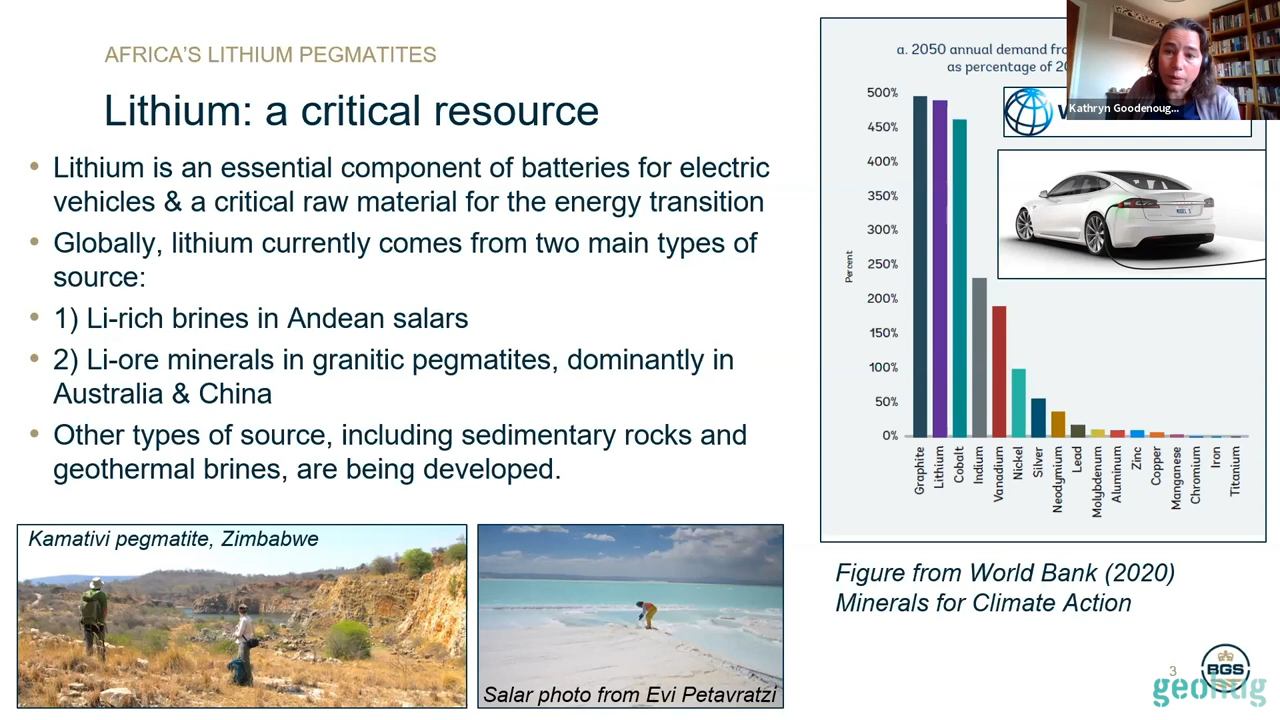 AFRICA'S LITHIUM PEGMATITES
Lithium: a critical resource
• Lithium is an essential component of batteries for electric
vehicles & a critical raw material for the energy transition
• Globally, lithium currently comes from two main types of
source:
• 1) Li-rich brines in Andean salars
• 2) Li-ore minerals in granitic pegmatites, dominantly in
Australia & China
• Other types of source, including sedimentary rocks and
geothermal brines, are being developed.
Kamativi pegmatite, Zimbabwe
Salar photo from Evi Petavratzi
a. 2050 annual demand
as percentage of
Kathryn Goodenoug...
500%
450%
400%
350%
300%
250%
200%
150%
100%
50%
0%
Percent
Graphite
Lithium
Cobalt
Indium
Vanadium
Nickel
Silver
Neodymium
Lead
Molybdenum
Aluminum
Zinc
Copper
Manganese
Chromium
Iron
Titanium
Figure from World Bank (2020)
Minerals for Climate Action
3
BGS
geohug